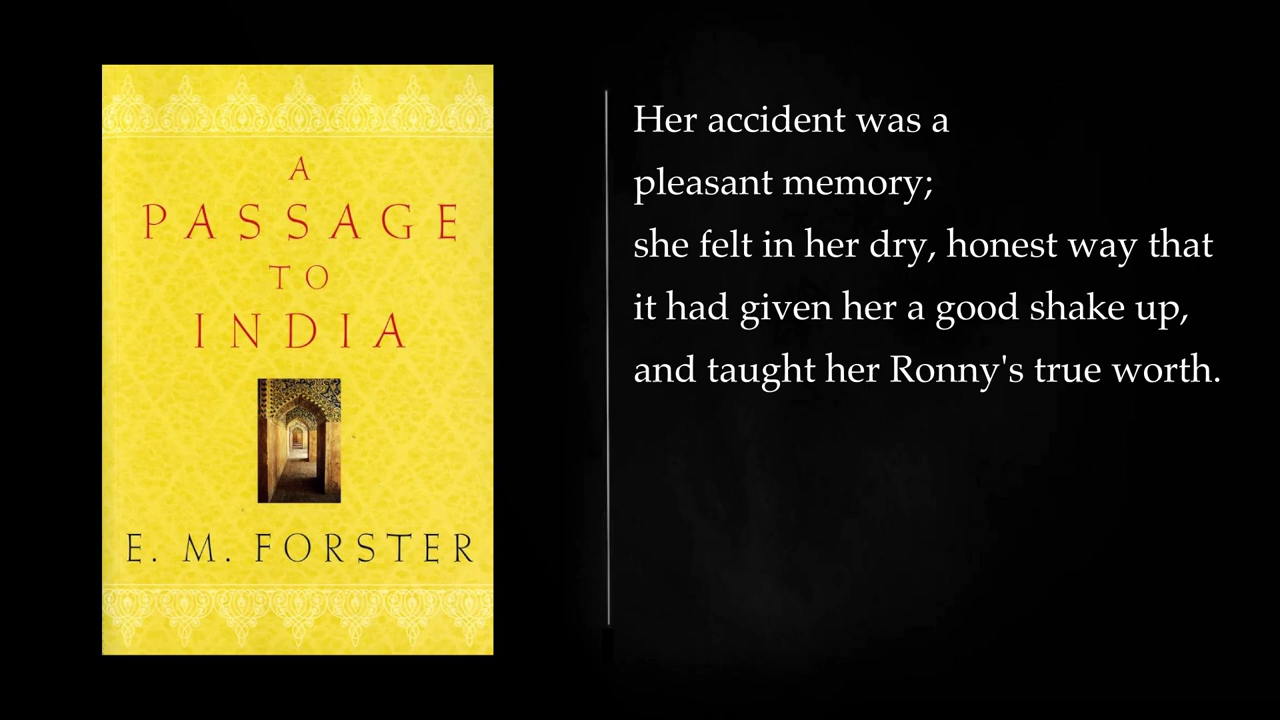 A
PASSAGE
TO
INDIA
E. M. FORSTER
Her accident was a
pleasant memory;
she felt in her dry, honest way that
it had given her a good shake up,
and taught her Ronny's true worth.